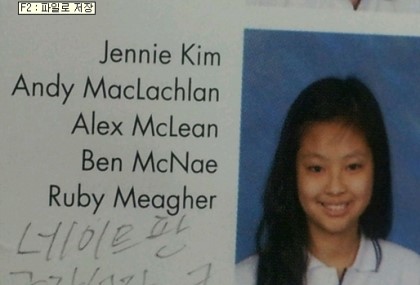 F2 : 파일로 저장
Jennie Kim
Andy MacLachlan
Alex McLean
Ben McNae
Ruby Meagher
네이트 판